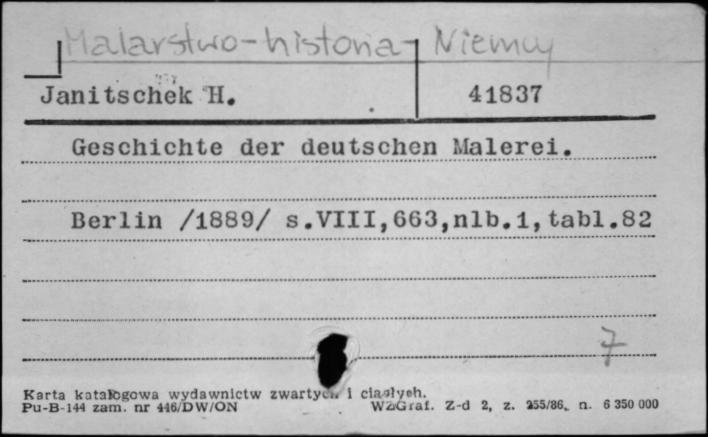 Malarstwo-historia-Niemcy
Janitschek H. 41837
Geschichte der deutschen Malerei.
Berlin /1889/ s.VIII,663,nlb.1,tabl.82
7
Karta katalogowa wydawnictw zwartych i ciągłych.
Pu-B-144 zam. nr 446/DW/ON WZGraf. Z-d 2, z. 255/86, n. 6 350 000